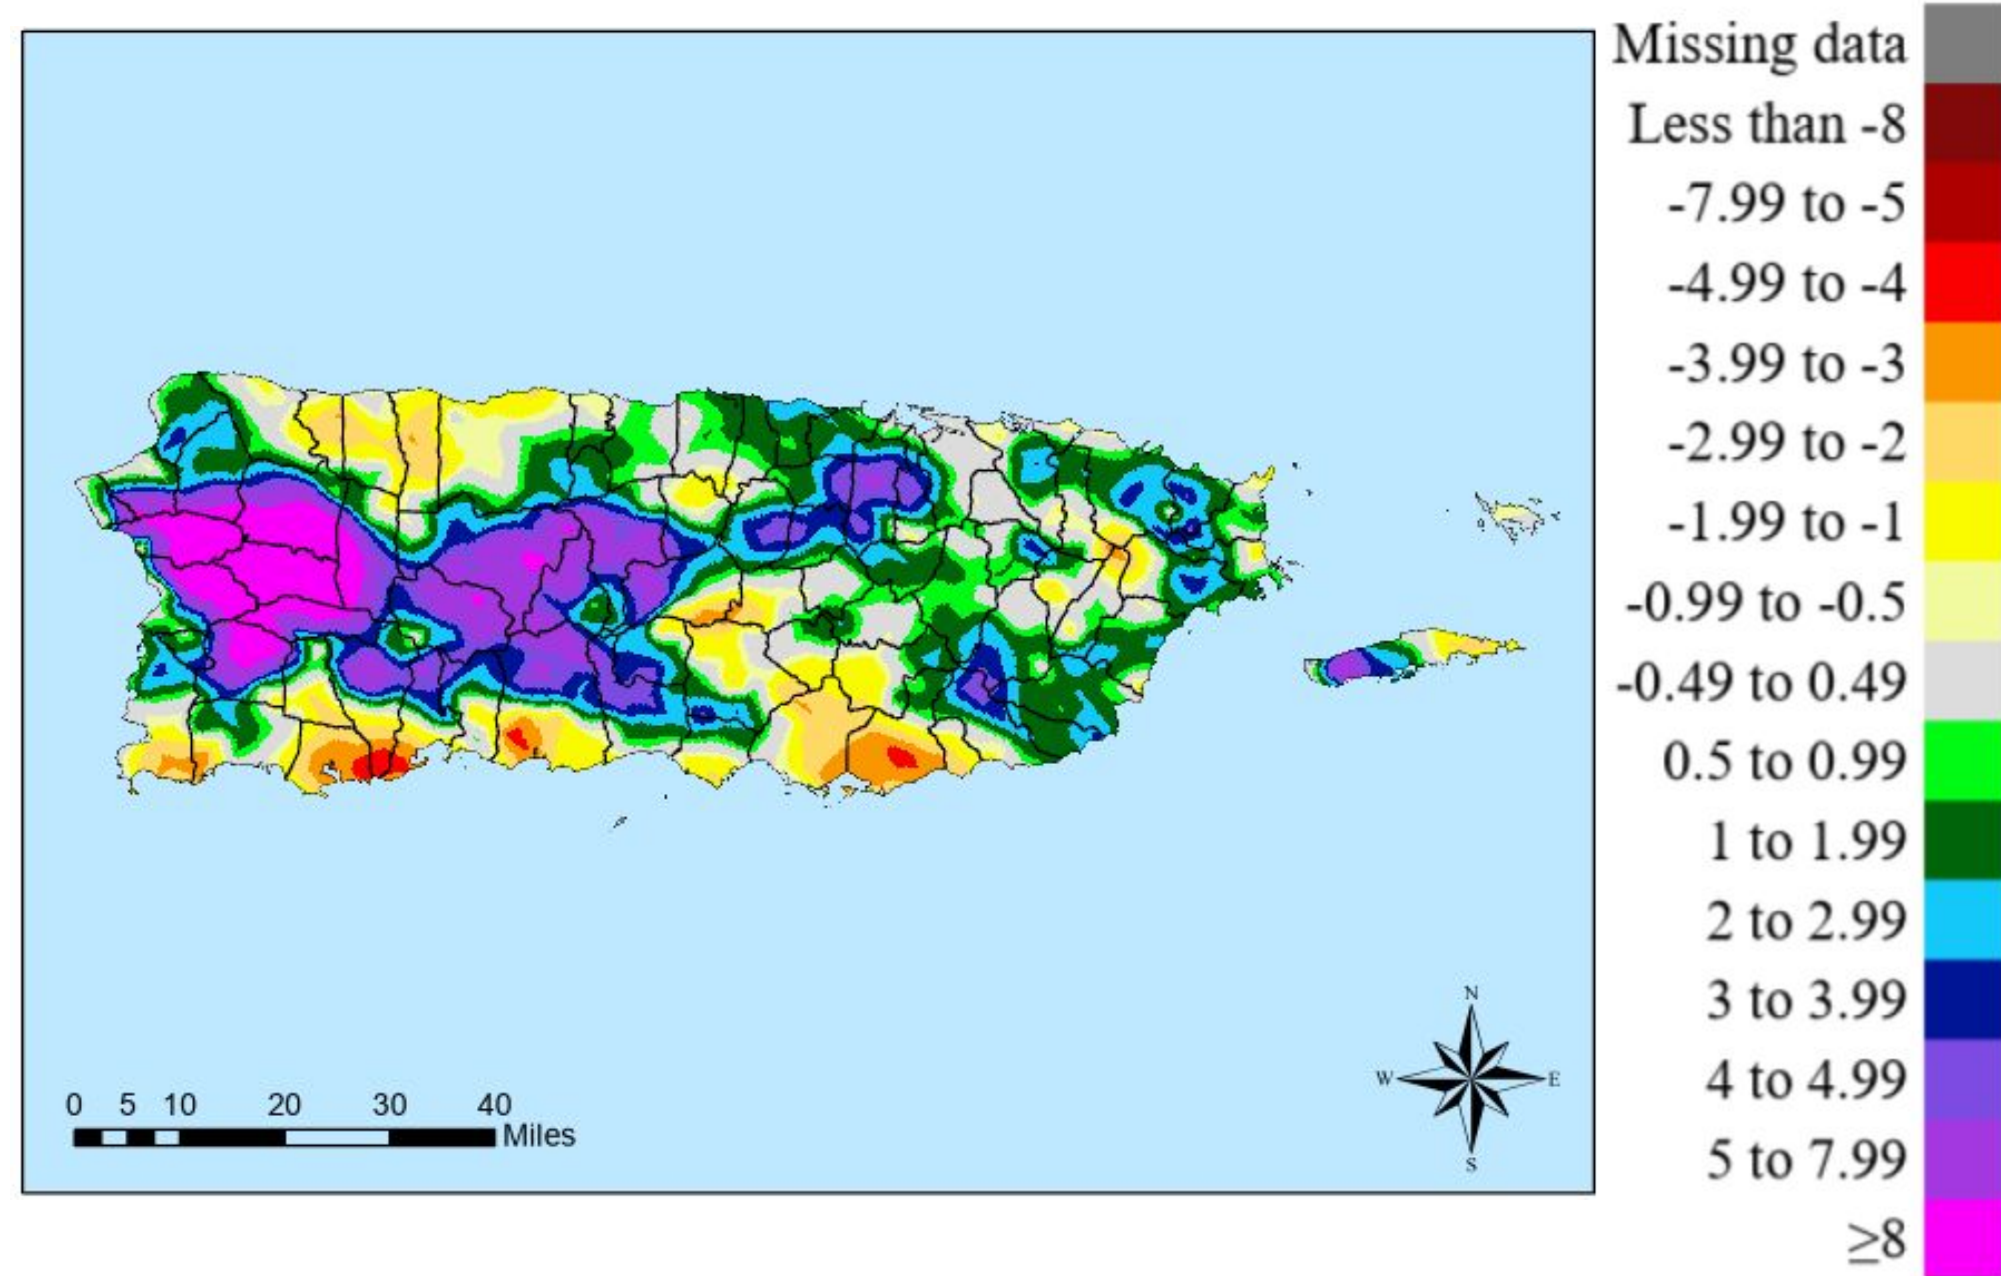 Missing data
Less than -8
-7.99 to -5
-4.99 to -4
-3.99 to -3
-2.99 to -2
-1.99 to -1
-0.99 to -0.5
-0.49 to 0.49
0.5 to 0.99
1 to 1.99
2 to 2.99
3 to 3.99
4 to 4.99
5 to 7.99
≥8
N
W E
S
0 5 10 20 30 40
Miles